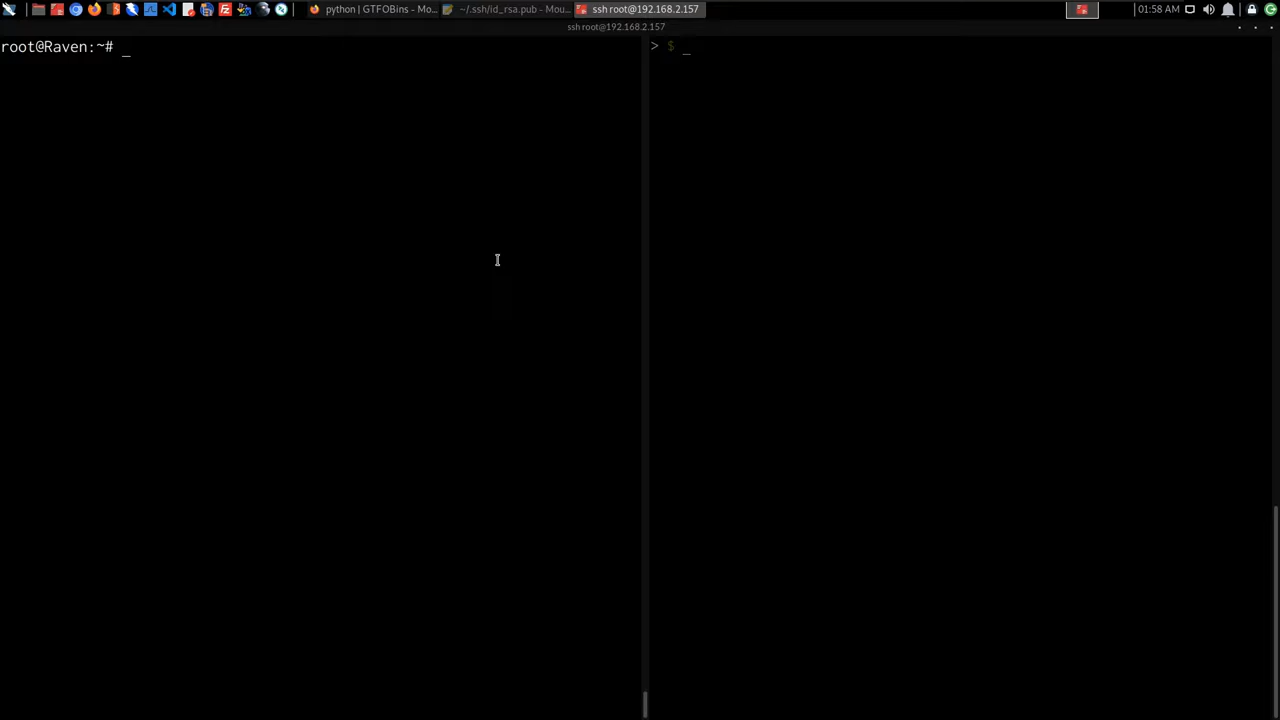 python | GTFOBins - Mo... ~/.ssh/id_rsa.pub - Mou... ssh root@192.168.2.157 01:58 AM
ssh root@192.168.2.157
root@Raven:~# _
> $ _